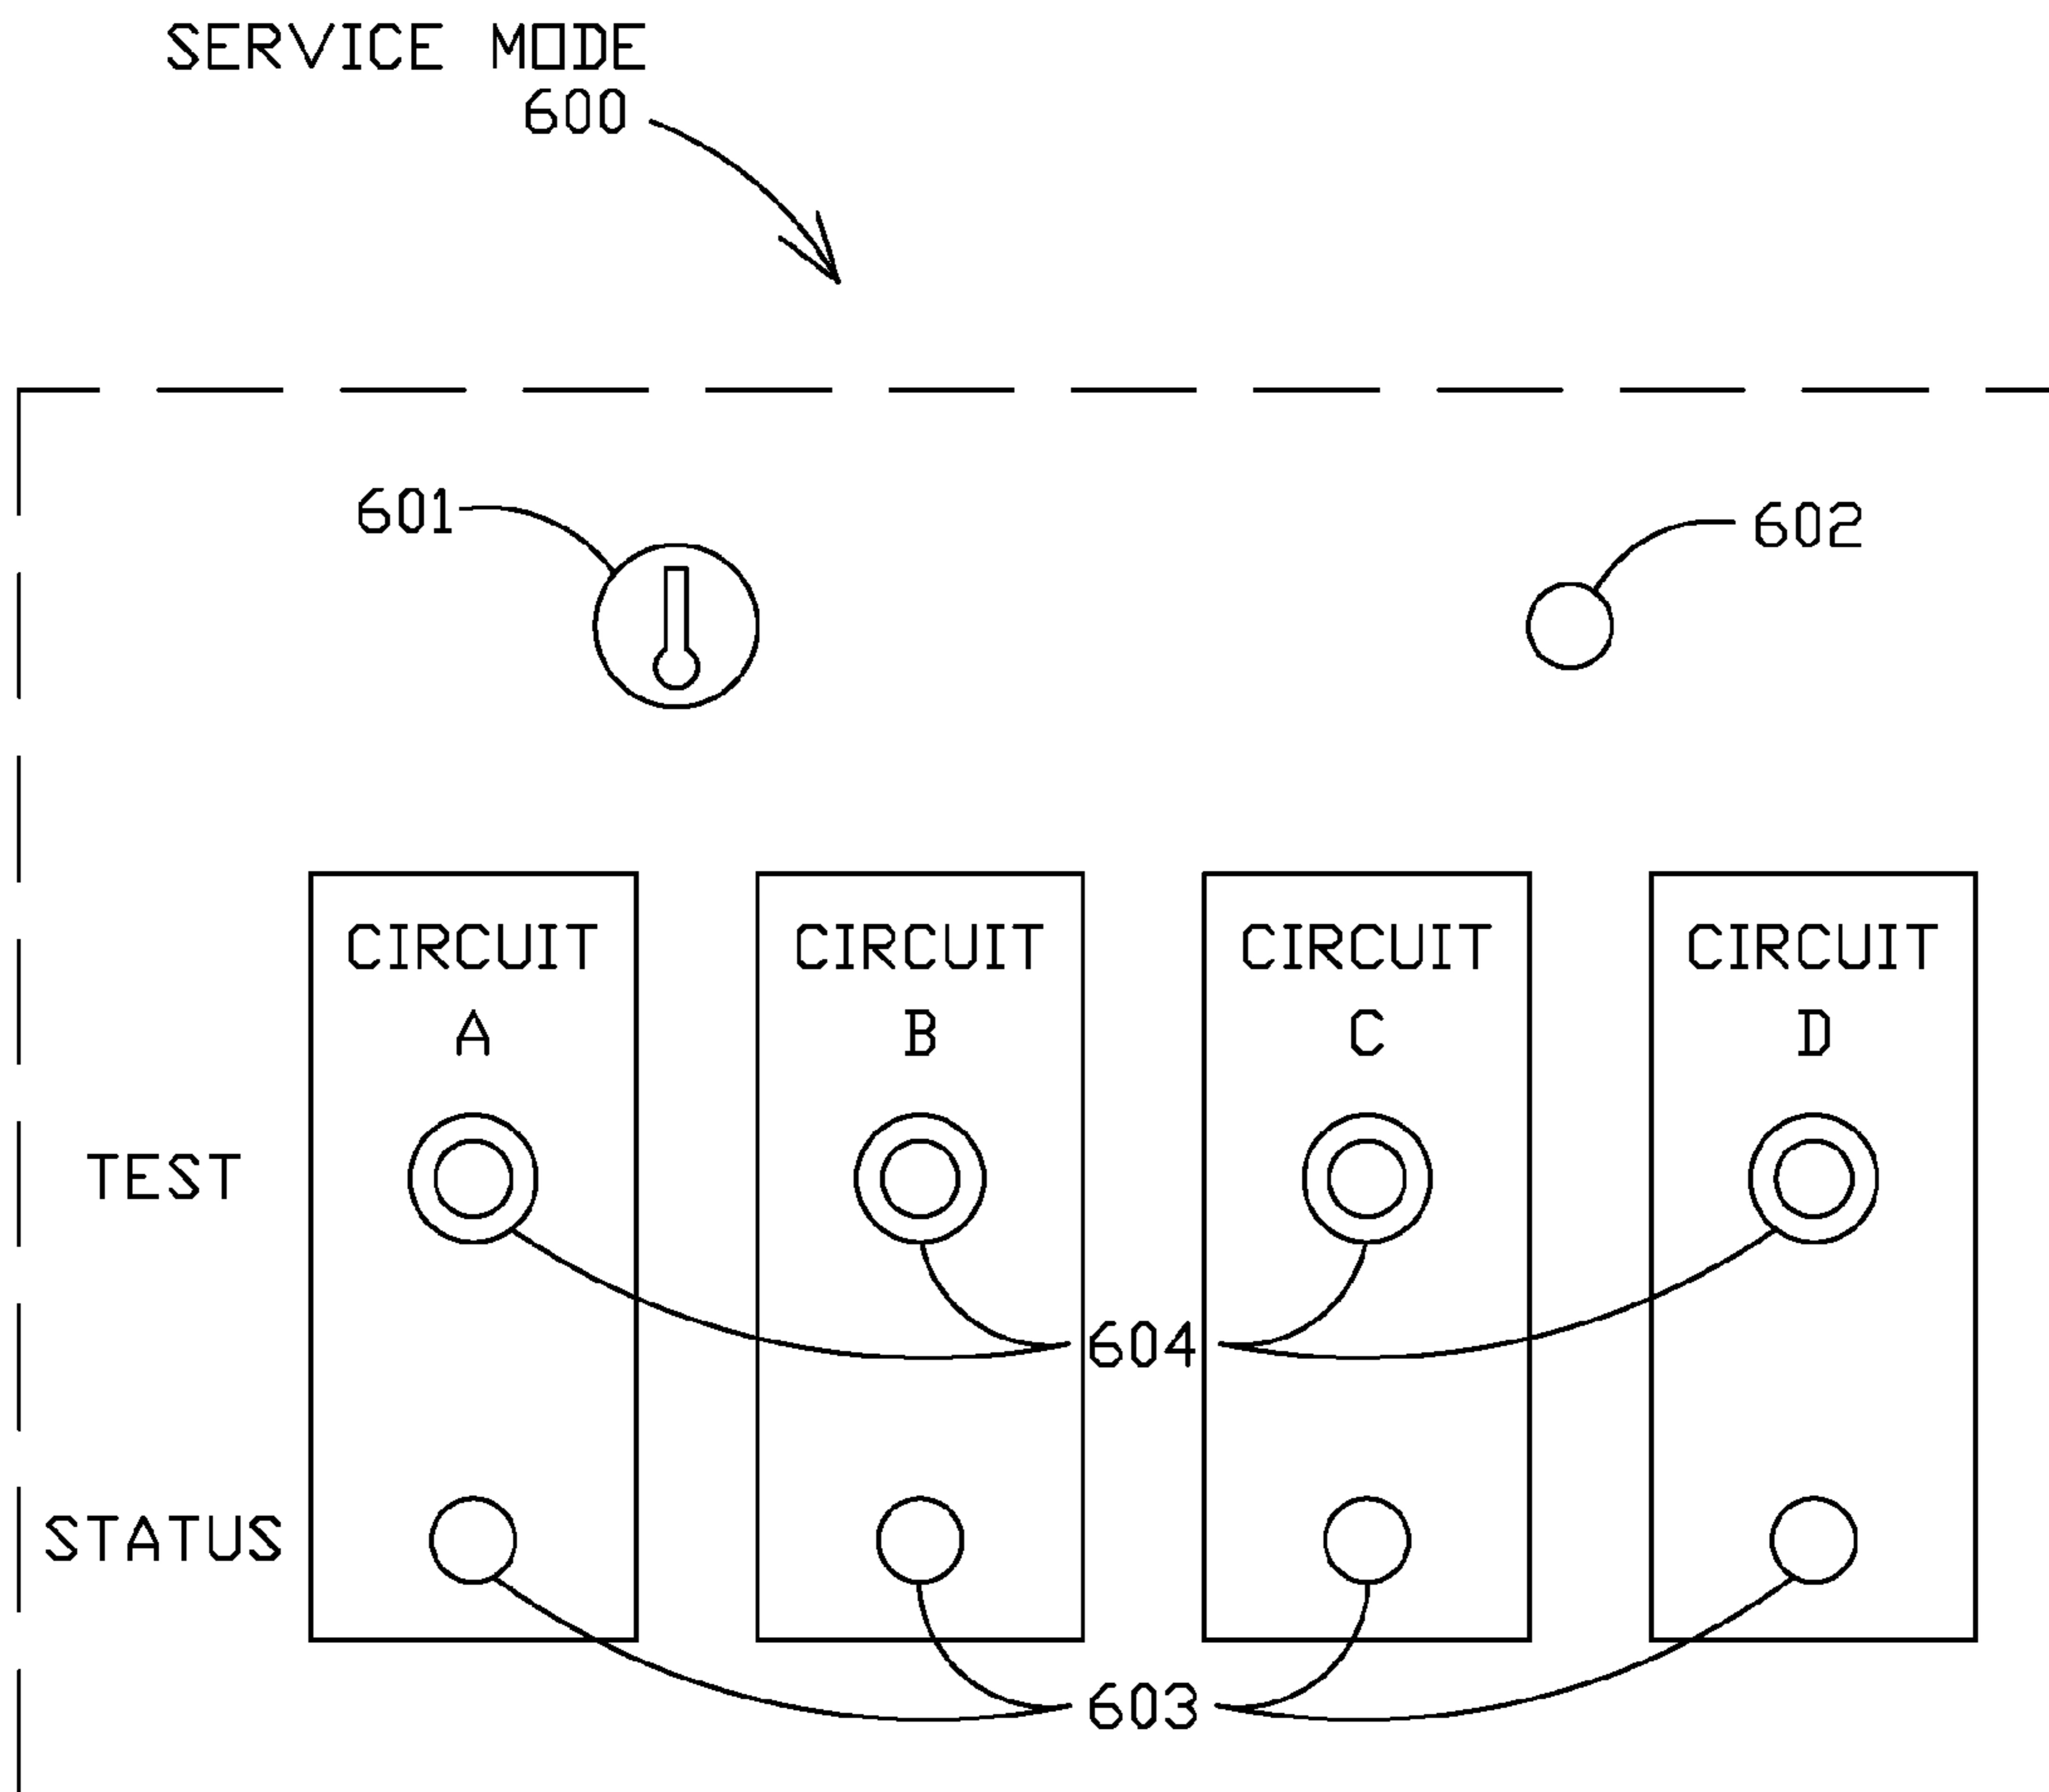 SERVICE MODE
600
601
602
CIRCUIT A
CIRCUIT B
CIRCUIT C
CIRCUIT D
TEST
604
STATUS
603